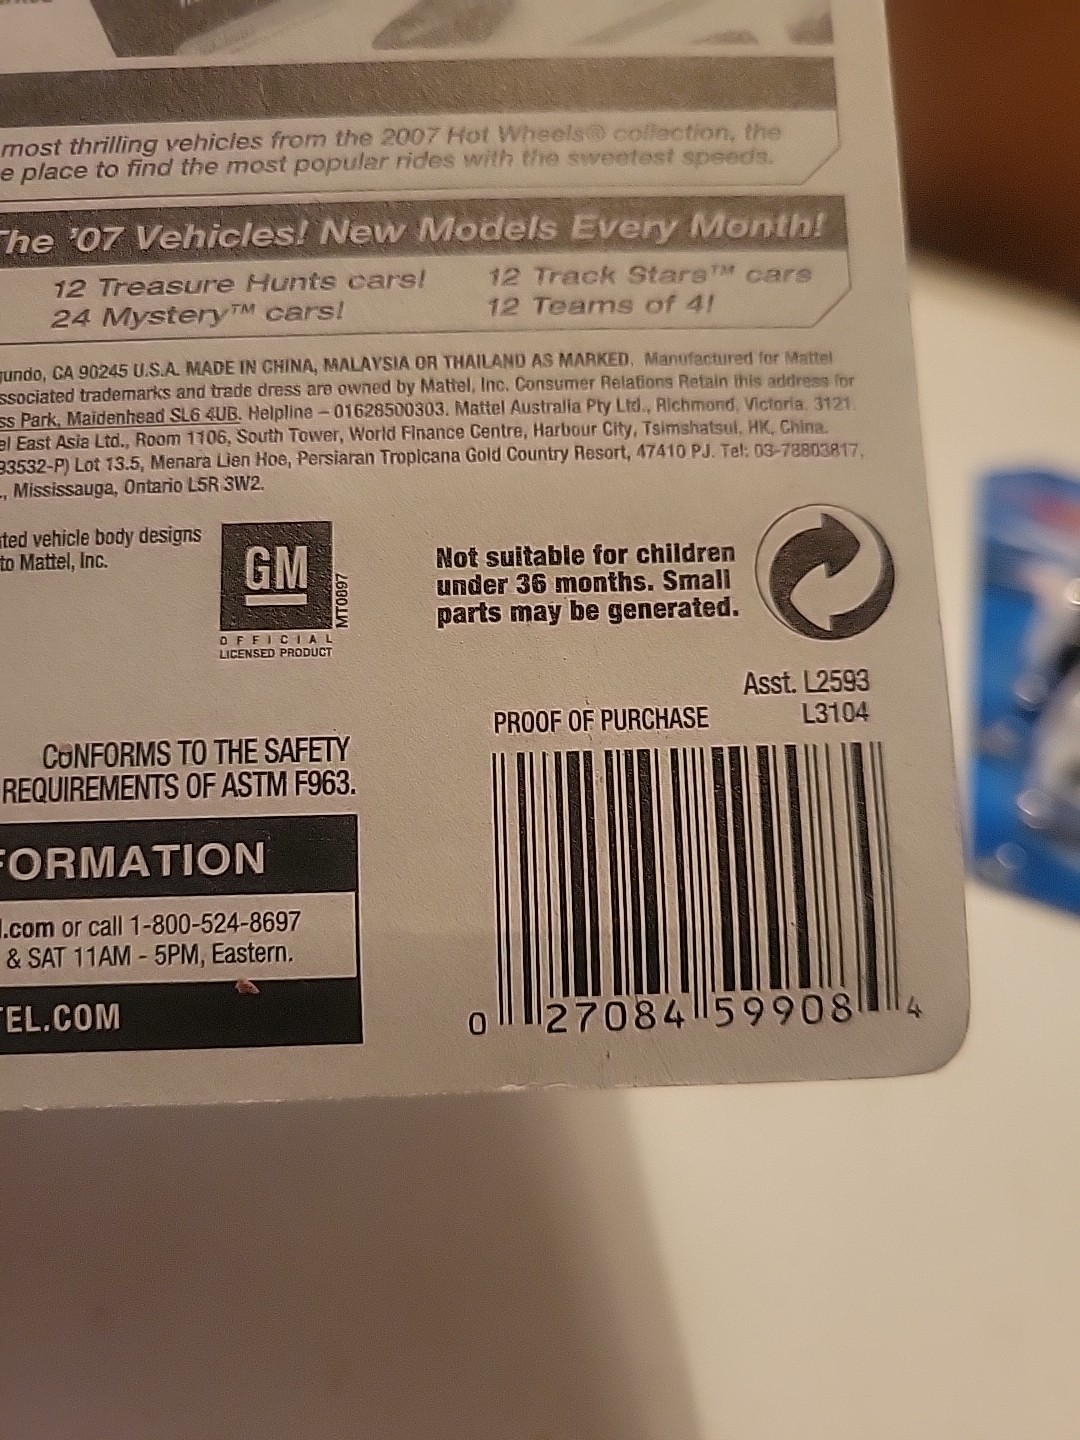 most thrilling vehicles from the 2007 Hot Wheels® collection, the
e place to find the most popular rides with the sweetest speeds.
The '07 Vehicles! New Models Every Month!
12 Treasure Hunts cars!
24 Mystery™ cars!
12 Track Stars™ cars
12 Teams of 4!
gundo, CA 90245 U.S.A. MADE IN CHINA, MALAYSIA OR THAILAND AS MARKED. Manufactured for Mattel
ssociated trademarks and trade dress are owned by Mattel, Inc. Consumer Relations Retain this address for
ss Park, Maidenhead SL6 4UB. Helpline – 01628500303. Mattel Australia Pty Ltd., Richmond, Victoria. 3121.
el East Asia Ltd., Room 1106, South Tower, World Finance Centre, Harbour City, Tsimshatsui, HK, China.
93532-P) Lot 13.5, Menara Lien Hoe, Persiaran Tropicana Gold Country Resort, 47410 PJ. Tel: 03-78803817,
., Mississauga, Ontario L5R 3W2.
ted vehicle body designs
to Mattel, Inc.
GM
MT0897
OFFICIAL
LICENSED PRODUCT
Not suitable for children
under 36 months. Small
parts may be generated.
Asst. L2593
L3104
PROOF OF PURCHASE
CONFORMS TO THE SAFETY
REQUIREMENTS OF ASTM F963.
FORMATION
l.com or call 1-800-524-8697
& SAT 11AM - 5PM, Eastern.
TEL.COM
0 27084 59908 4